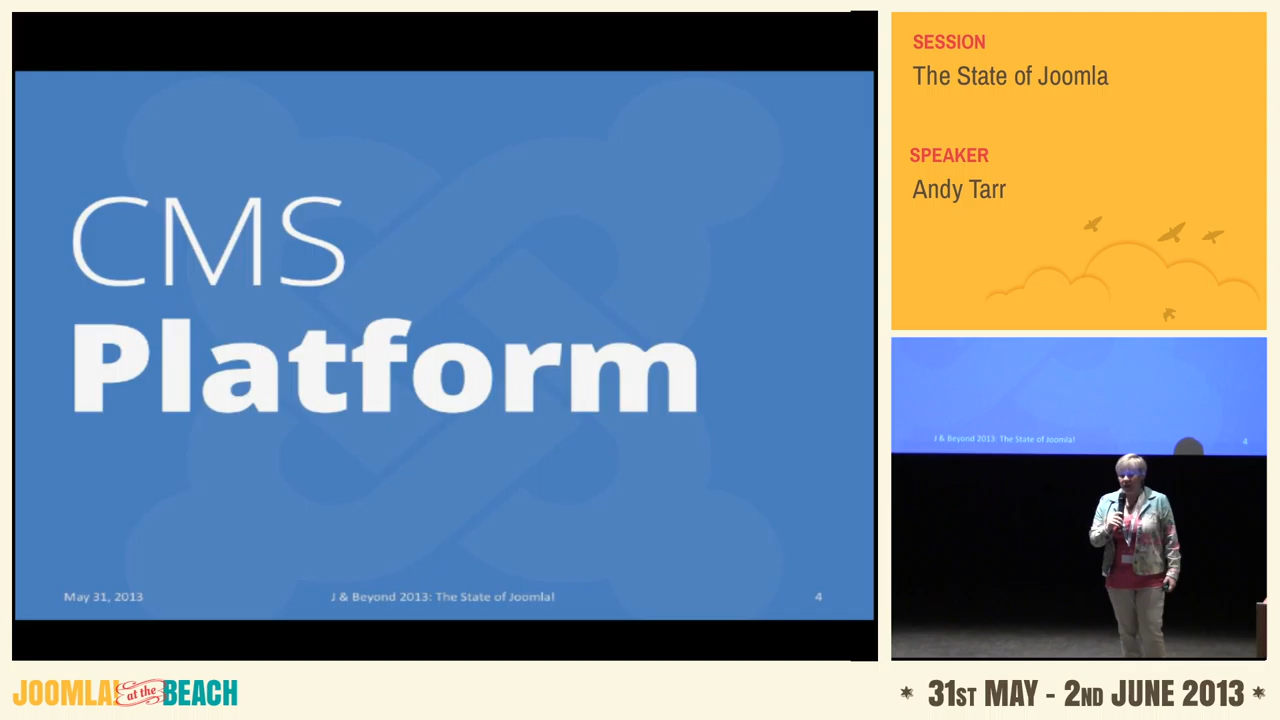 CMS
Platform
May 31, 2013
J & Beyond 2013: The State of Joomla!
4
SESSION
The State of Joomla
SPEAKER
Andy Tarr
J & Beyond 2013: The State of Joomla!
4
JOOMLA! at the BEACH
* 31ST MAY - 2ND JUNE 2013 *